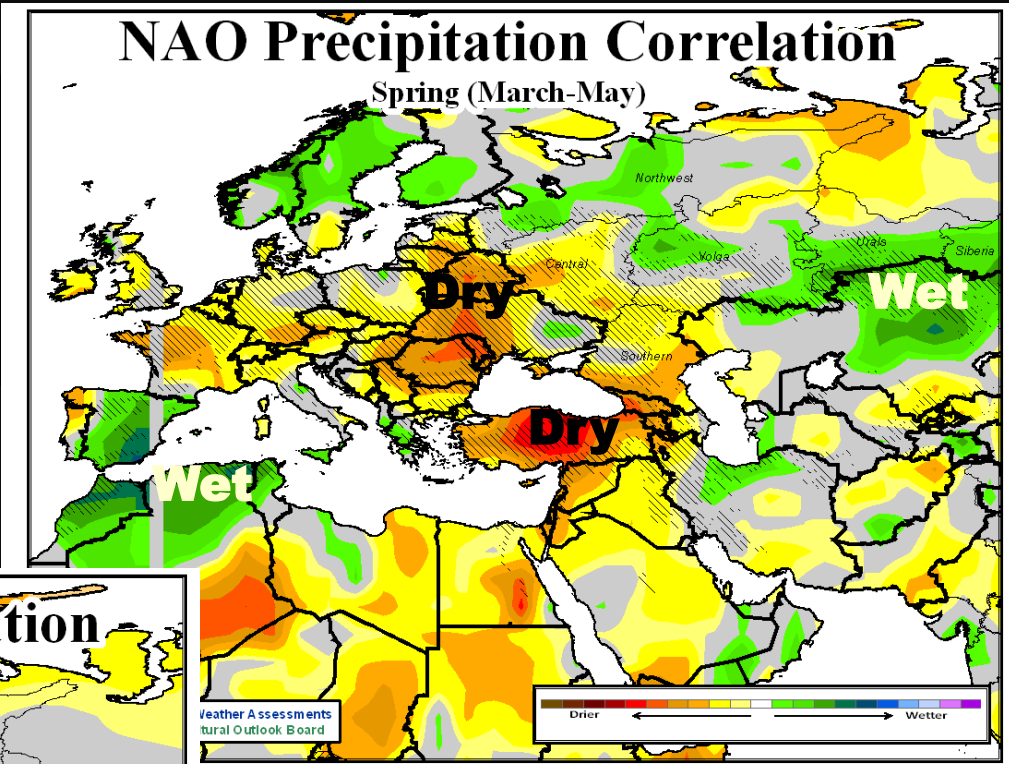 NAO Precipitation Correlation
Spring (March-May)
Northwest
Central
Volga
Urals
Siberia
Dry
Wet
Southern
Dry
Wet
tion
Weather Assessments
tural Outlook Board
Drier
Wetter